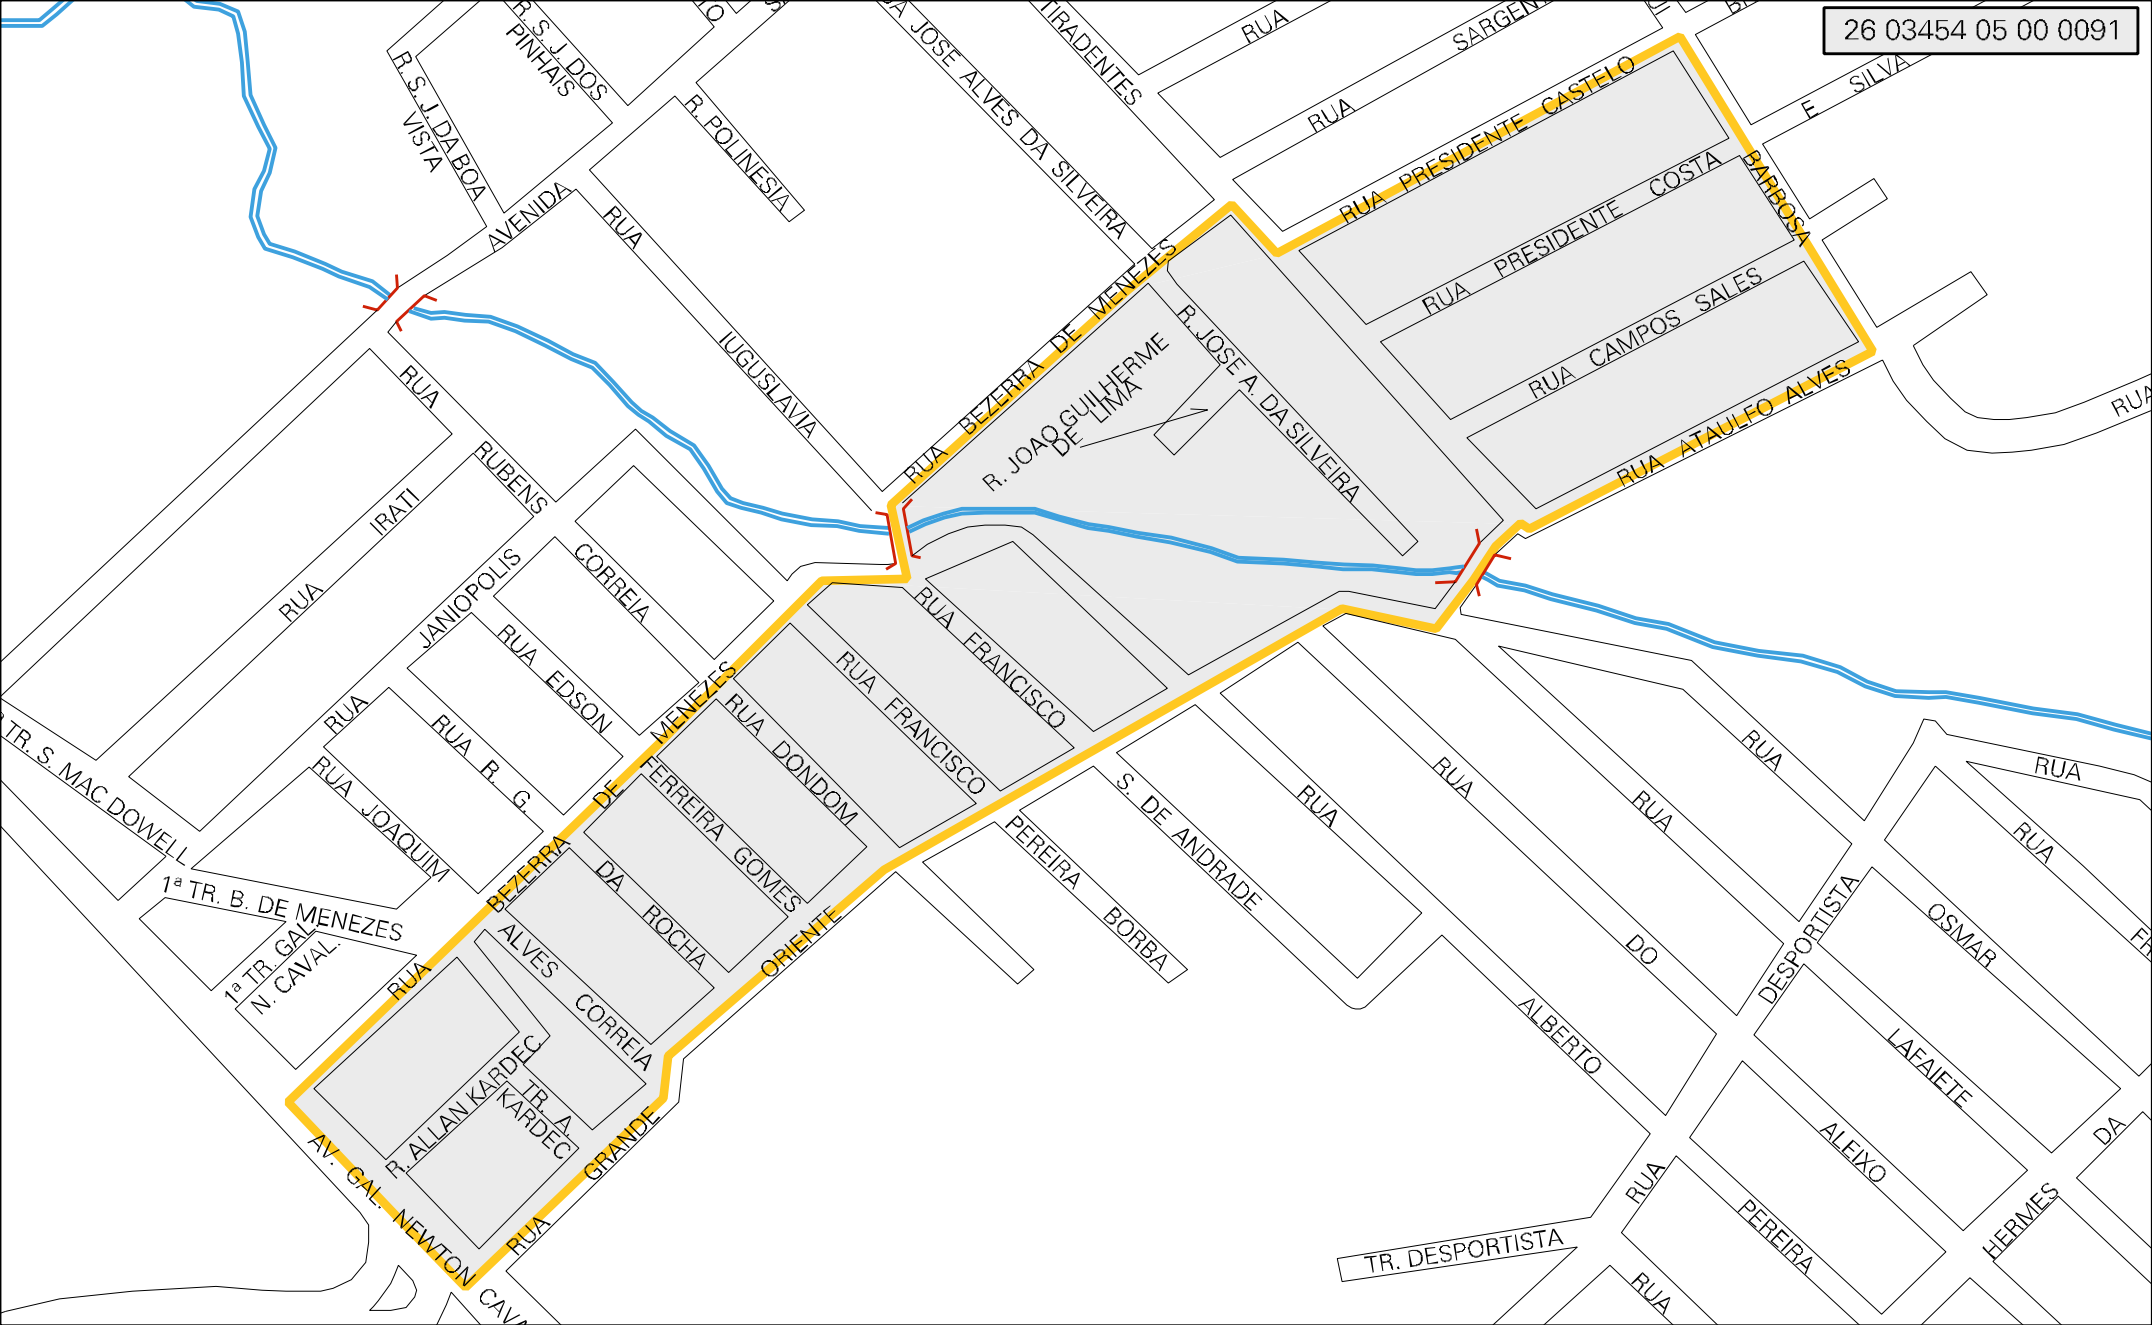 26 03454 05 00 0091
R. S. J. DOS
PINHAIS
R. S. J. DA BOA
VISTA
R. POLINESIA
AVENIDA
DA JOSE ALVES DA SILVEIRA
TIRADENTES
RUA
SARGEN
RUA
E SILVA
RUA PRESIDENTE CASTELO
BARBOSA
RUA PRESIDENTE COSTA
RUA CAMPOS SALES
RUA ATAULFO ALVES
RUA
RUA IUGUSLAVIA
RUA BEZERRA DE MENEZES
R. JOSE A. DA SILVEIRA
R. JOAO GUILHERME
DE LIMA
RUA RUBENS CORREIA
RUA IRATI
RUA JANIOPOLIS
RUA EDSON
RUA R. G.
RUA JOAQUIM
TR. S. MAC DOWELL
1ª TR. B. DE MENEZES
1ª TR. GAL.
N. CAVAL.
RUA BEZERRA DE MENEZES
RUA FRANCISCO
RUA FRANCISCO
RUA DONDOM
FERREIRA GOMES
DA ROCHA
ALVES CORREIA
R. ALLAN KARDEC
TR. A.
KARDEC
AV. GAL. NEWTON
CAVA
RUA GRANDE
ORIENTE
PEREIRA BORBA
S. DE ANDRADE
RUA ALBERTO
RUA DO
RUA
RUA
RUA
RUA
RUA DESPORTISTA
TR. DESPORTISTA
OSMAR
LAFAIETE
ALEIXO
PEREIRA
RUA
HERMES DA